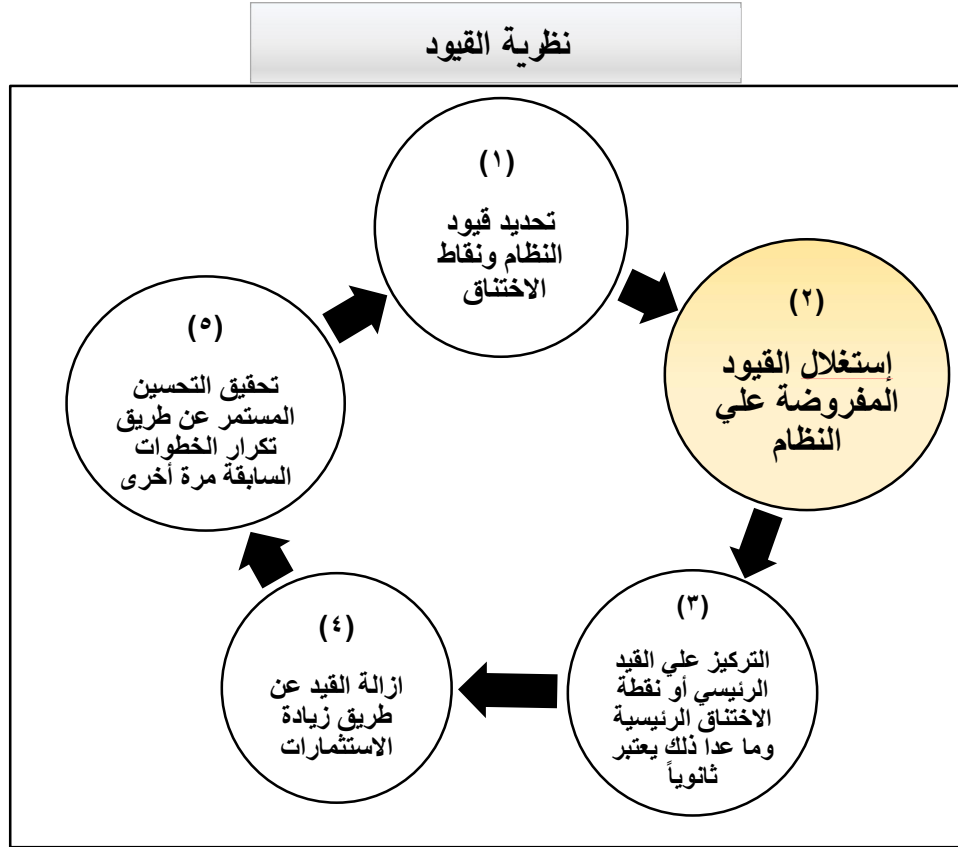 نظرية القيود
(١)
تحديد قيود
النظام ونقاط
الاختناق
(٢)
إستغلال القيود
المفروضة علي
النظام
(٣)
التركيز علي القيد
الرئيسي أو نقطة
الاختناق الرئيسية
وما عدا ذلك يعتبر
ثانوياً
(٤)
ازالة القيد عن
طريق زيادة
الاستثمارات
(٥)
تحقيق التحسين
المستمر عن طريق
تكرار الخطوات
السابقة مرة أخرى